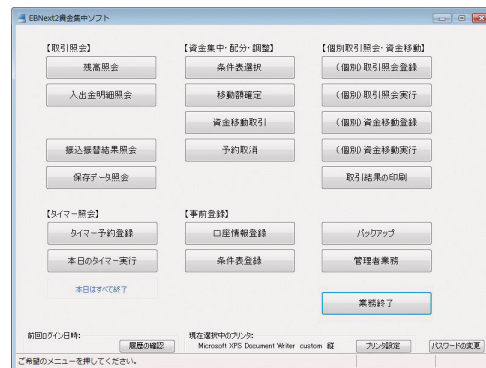 EBNext2資金集中ソフト
【取引照会】
残高照会
入出金明細照会
振込振替結果照会
保存データ照会
【資金集中・配分・調整】
条件表選択
移動額確定
資金移動取引
予約取消
【個別取引照会・資金移動】
(個別)取引照会登録
(個別)取引照会実行
(個別)資金移動登録
(個別)資金移動実行
取引結果の印刷
【タイマー照会】
タイマー予約登録
本日のタイマー実行
本日はすべて終了
【事前登録】
口座情報登録
条件表登録
バックアップ
管理者業務
業務終了
前回ログイン日時:
履歴の確認
現在選択中のプリンタ:
Microsoft XPS Document Writer custom 縦
プリンタ設定
パスワードの変更
ご希望のメニューを押してください。